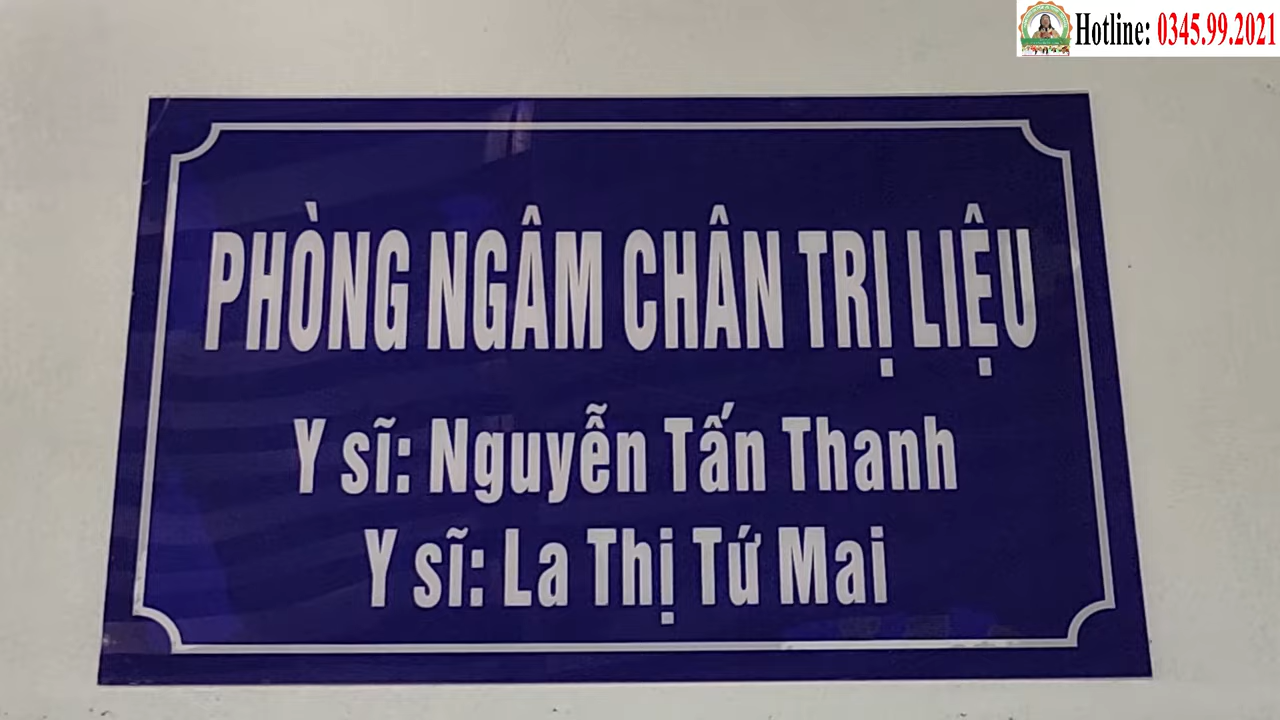 Hotline: 0345.99.2021
PHÒNG NGÂM CHÂN TRỊ LIỆU
Y sĩ: Nguyễn Tấn Thanh
Y sĩ: La Thị Tứ Mai